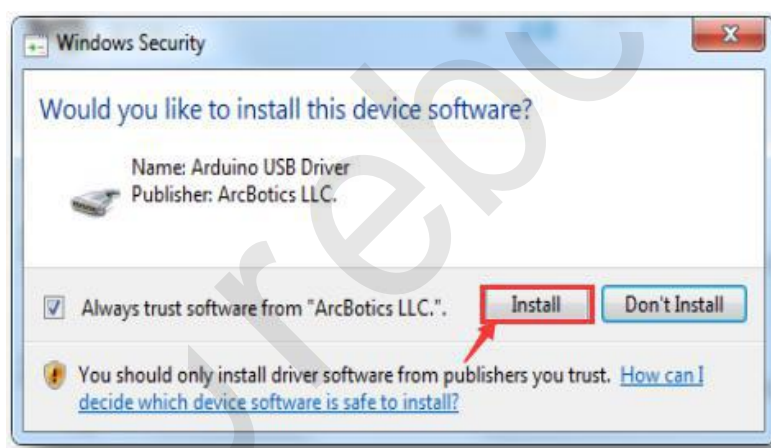 Windows Security
Would you like to install this device software?
Name: Arduino USB Driver
Publisher: ArcBotics LLC.
Always trust software from "ArcBotics LLC.".
Install
Don't Install
You should only install driver software from publishers you trust. How can I
decide which device software is safe to install?